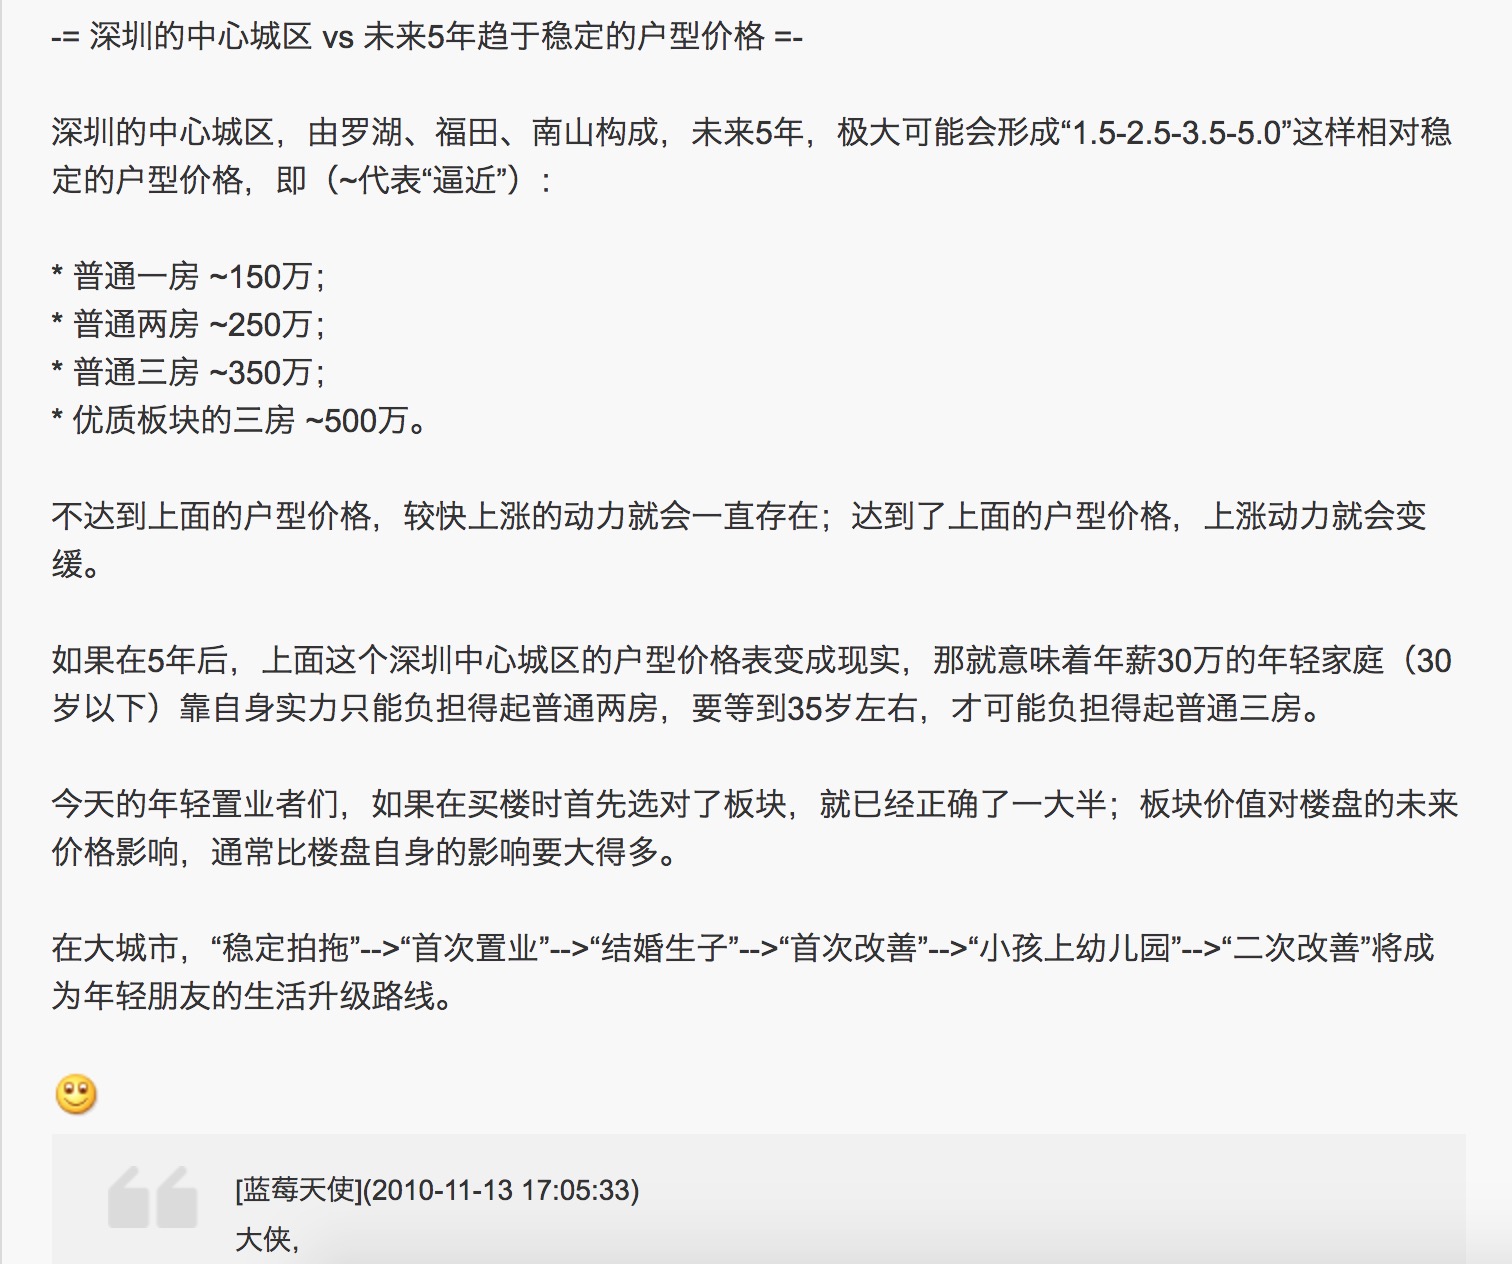 -= 深圳的中心城区 vs 未来5年趋于稳定的户型价格 =-
深圳的中心城区，由罗湖、福田、南山构成，未来5年，极大可能会形成“1.5-2.5-3.5-5.0”这样相对稳
定的户型价格，即（~代表“逼近”）：
* 普通一房 ~150万；
* 普通两房 ~250万；
* 普通三房 ~350万；
* 优质板块的三房 ~500万。
不达到上面的户型价格，较快上涨的动力就会一直存在；达到了上面的户型价格，上涨动力就会变
缓。
如果在5年后，上面这个深圳中心城区的户型价格表变成现实，那就意味着年薪30万的年轻家庭（30
岁以下）靠自身实力只能负担得起普通两房，要等到35岁左右，才可能负担得起普通三房。
今天的年轻置业者们，如果在买楼时首先选对了板块，就已经正确了一大半；板块价值对楼盘的未来
价格影响，通常比楼盘自身的影响要大得多。
在大城市，“稳定拍拖”-->“首次置业”-->“结婚生子”-->“首次改善”-->“小孩上幼儿园”-->“二次改善”将成
为年轻朋友的生活升级路线。
[蓝莓天使](2010-11-13 17:05:33)
大侠,